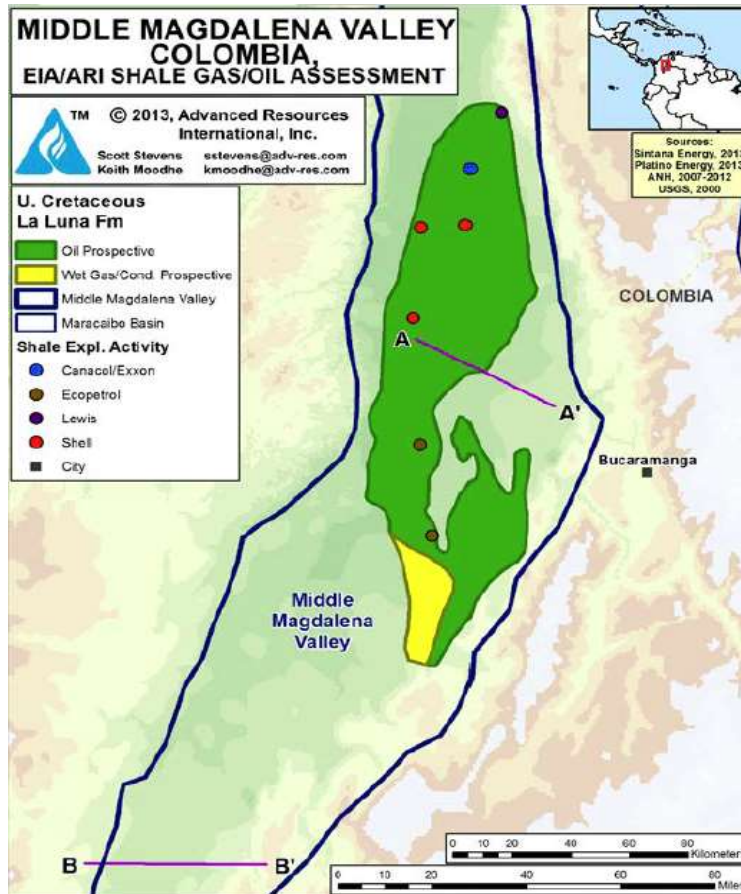 MIDDLE MAGDALENA VALLEY
COLOMBIA,
EIA/ARI SHALE GAS/OIL ASSESSMENT
TM
© 2013, Advanced Resources
International, Inc.
Scott Stevens sstevens@adv-res.com
Keith Moodhe kmoodhe@adv-res.com
Sources:
Sintana Energy, 2013
Platino Energy, 2013
ANH, 2007-2012
USGS, 2000
U. Cretaceous
La Luna Fm
Oil Prospective
Wet Gas/Cond. Prospective
Middle Magdalena Valley
Maracaibo Basin
Shale Expl. Activity
Canacol/Exxon
Ecopetrol
Lewis
Shell
City
COLOMBIA
A
A'
Bucaramanga
Middle
Magdalena
Valley
B
B'
0 10 20 40 60 80
Kilometer
0 10 20 40 60 80
Miles